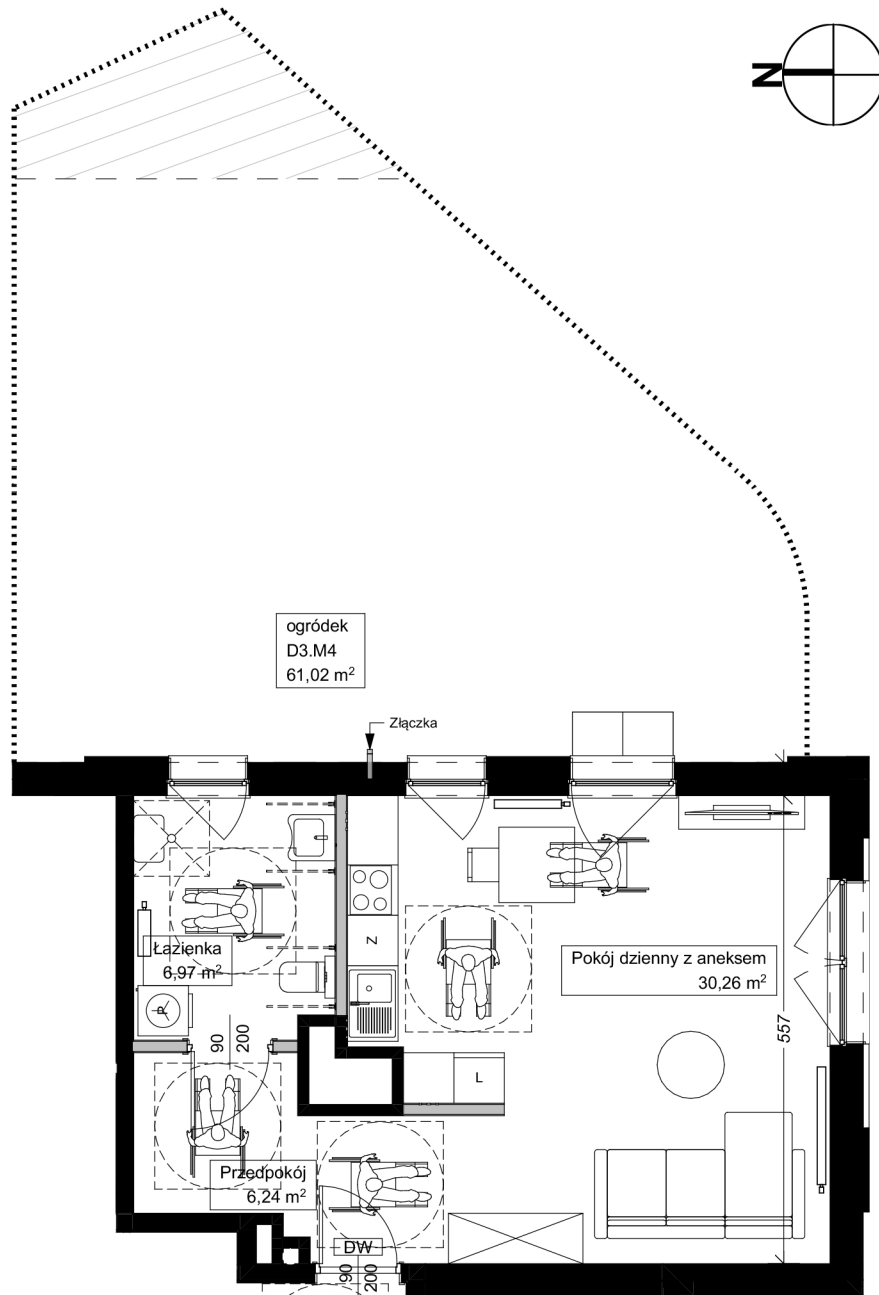 N
ogródek
D3.M4
61,02 m²
Złączka
Łazienka
6,97 m²
Z
Pokój dzienny z aneksem
30,26 m²
P
90
200
557
L
Przedpokój
6,24 m²
DW
90
200